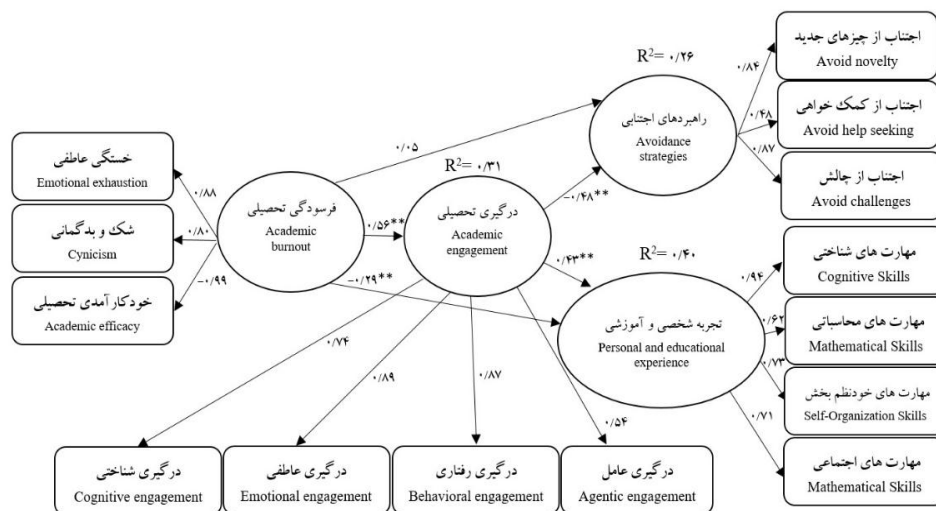 اجتناب از چیزهای جدید
Avoid novelty
R²= ۰/۲۶
۰/۸۴
اجتناب از کمک خواهی
Avoid help seeking
۰/۴۸
راهبردهای اجتنابی
Avoidance
strategies
۰/۸۷
اجتناب از چالش
Avoid challenges
۰/۰۵
R²= ۰/۳۱
خستگی عاطفی
Emotional exhaustion
۰/۸۸
شک و بدگمانی
Cynicism
۰/۸۰
خودکارآمدی تحصیلی
Academic efficacy
−۰/۹۹
فرسودگی تحصیلی
Academic
burnout
۰/۵۶**
درگیری تحصیلی
Academic
engagement
−۰/۴۸**
۰/۴۳**
−۰/۲۹**
R²= ۰/۴۰
تجربه شخصی و آموزشی
Personal and educational
experience
۰/۹۴
مهارت های شناختی
Cognitive Skills
۰/۶۲
مهارت های محاسباتی
Mathematical Skills
۰/۷۳
مهارت های خودنظم بخش
Self-Organization Skills
۰/۷۱
مهارت های اجتماعی
Mathematical Skills
۰/۷۴
۰/۸۹
۰/۸۷
۰/۵۴
درگیری شناختی
Cognitive engagement
درگیری عاطفی
Emotional engagement
درگیری رفتاری
Behavioral engagement
درگیری عامل
Agentic engagement